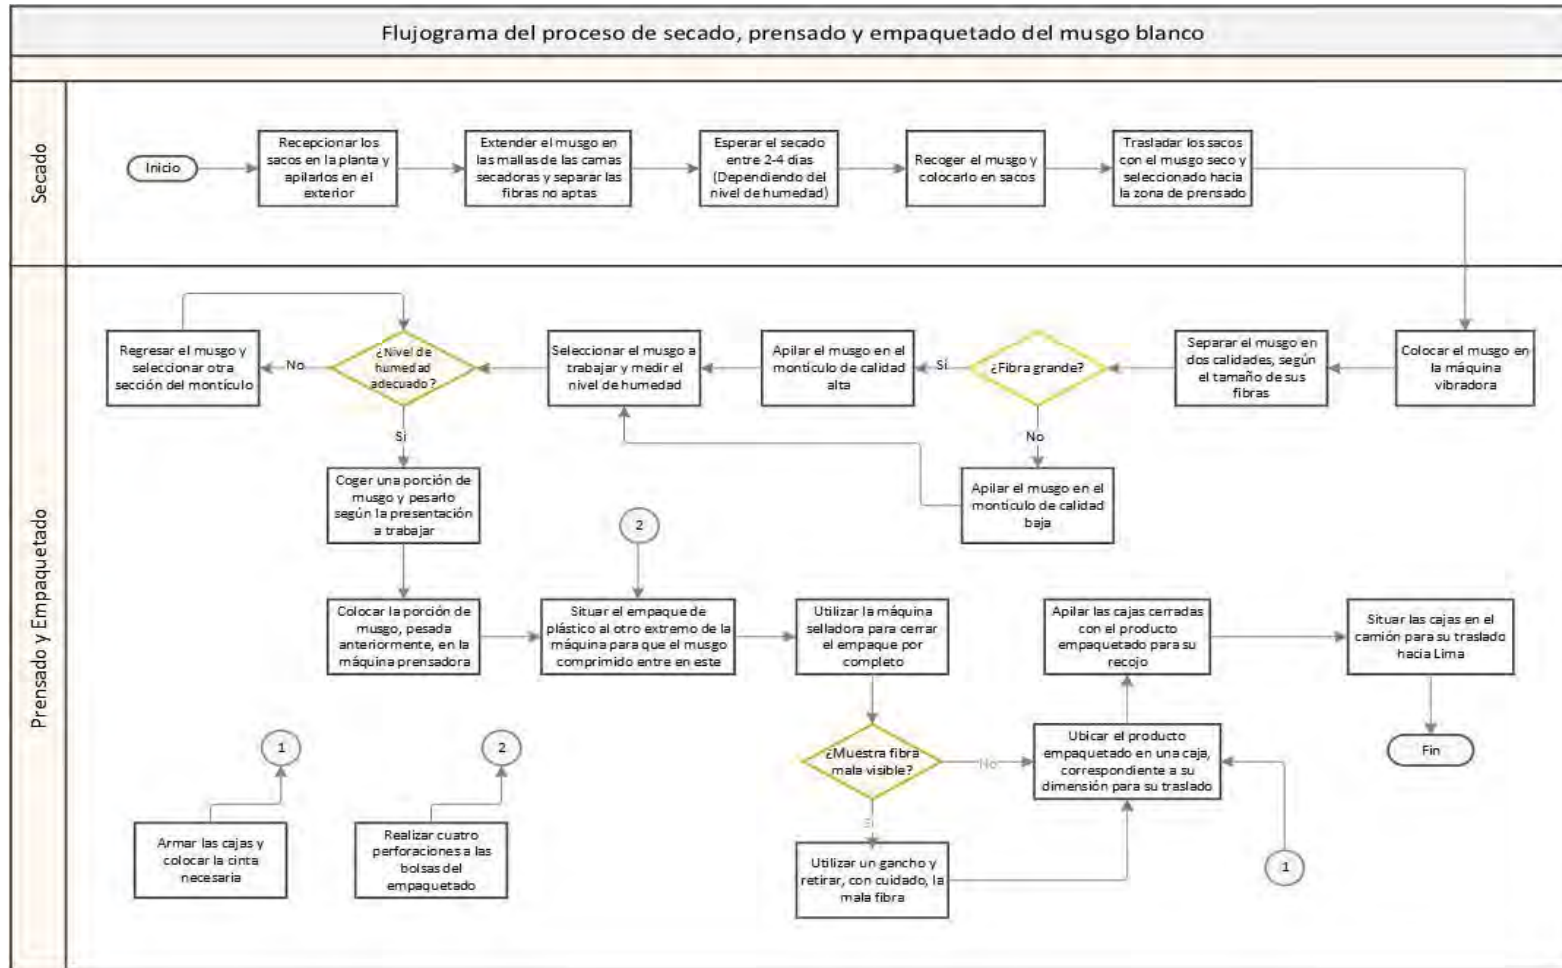 Flujograma del proceso de secado, prensado y empaquetado del musgo blanco
Secado
Inicio
Recepcionar los
sacos en la planta y
apilarlos en el
exterior
Extender el musgo en
las mallas de las camas
secadoras y separar las
fibras no aptas
Esperar el secado
entre 2-4 días
(Dependiendo del
nivel de humedad)
Recoger el musgo y
colocarlo en sacos
Trasladar los sacos
con el musgo seco y
seleccionado hacia
la zona de prensado
Prensado y Empaquetado
Colocar el musgo en
la máquina
vibradora
Separar el musgo en
dos calidades, según
el tamaño de sus
fibras
¿Fibra grande?
Sí
No
Apilar el musgo en el
montículo de calidad
alta
Apilar el musgo en el
montículo de calidad
baja
Seleccionar el musgo a
trabajar y medir el
nivel de humedad
¿Nivel de
humedad
adecuado?
No
Sí
Regresar el musgo y
seleccionar otra
sección del montículo
Coger una porción de
musgo y pesarlo
según la presentación
a trabajar
Colocar la porción de
musgo, pesada
anteriormente, en la
máquina prensadora
2
Situar el empaque de
plástico al otro extremo de la
máquina para que el musgo
comprimido entre en este
Utilizar la máquina
selladora para cerrar
el empaque por
completo
¿Muestra fibra
mala visible?
No
Sí
Utilizar un gancho y
retirar, con cuidado, la
mala fibra
Ubicar el producto
empaquetado en una caja,
correspondiente a su
dimensión para su traslado
1
Apilar las cajas cerradas
con el producto
empaquetado para su
recojo
Situar las cajas en el
camión para su traslado
hacia Lima
Fin
1
Armar las cajas y
colocar la cinta
necesaria
2
Realizar cuatro
perforaciones a las
bolsas del
empaquetado